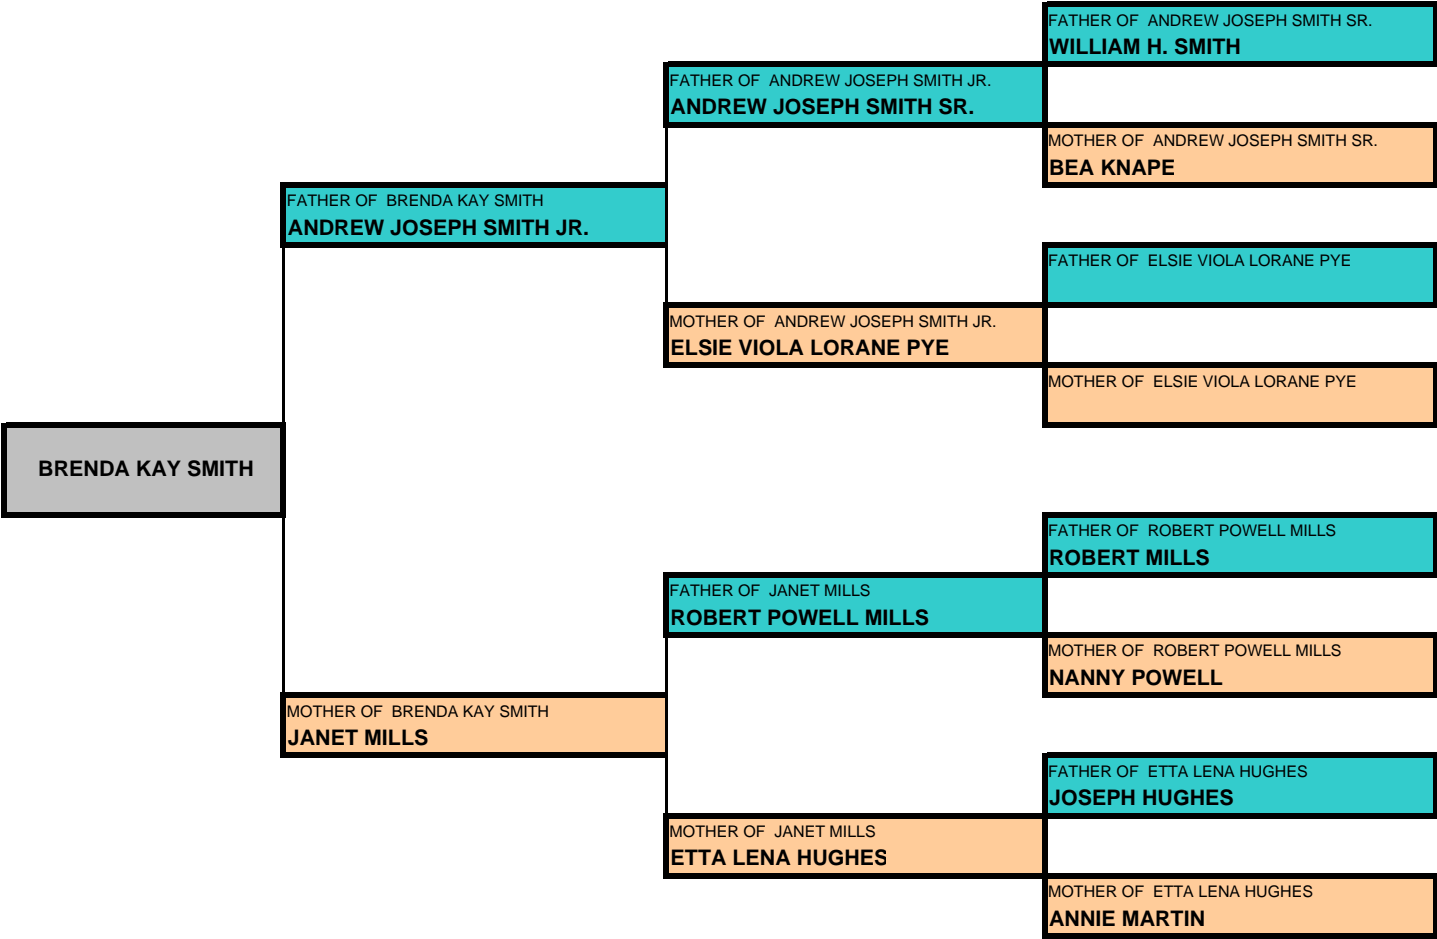 FATHER OF ANDREW JOSEPH SMITH SR.
WILLIAM H. SMITH
FATHER OF ANDREW JOSEPH SMITH JR.
ANDREW JOSEPH SMITH SR.
MOTHER OF ANDREW JOSEPH SMITH SR.
BEA KNAPE
FATHER OF BRENDA KAY SMITH
ANDREW JOSEPH SMITH JR.
FATHER OF ELSIE VIOLA LORANE PYE
MOTHER OF ANDREW JOSEPH SMITH JR.
ELSIE VIOLA LORANE PYE
MOTHER OF ELSIE VIOLA LORANE PYE
BRENDA KAY SMITH
FATHER OF ROBERT POWELL MILLS
ROBERT MILLS
FATHER OF JANET MILLS
ROBERT POWELL MILLS
MOTHER OF ROBERT POWELL MILLS
NANNY POWELL
MOTHER OF BRENDA KAY SMITH
JANET MILLS
FATHER OF ETTA LENA HUGHES
JOSEPH HUGHES
MOTHER OF JANET MILLS
ETTA LENA HUGHES
MOTHER OF ETTA LENA HUGHES
ANNIE MARTIN